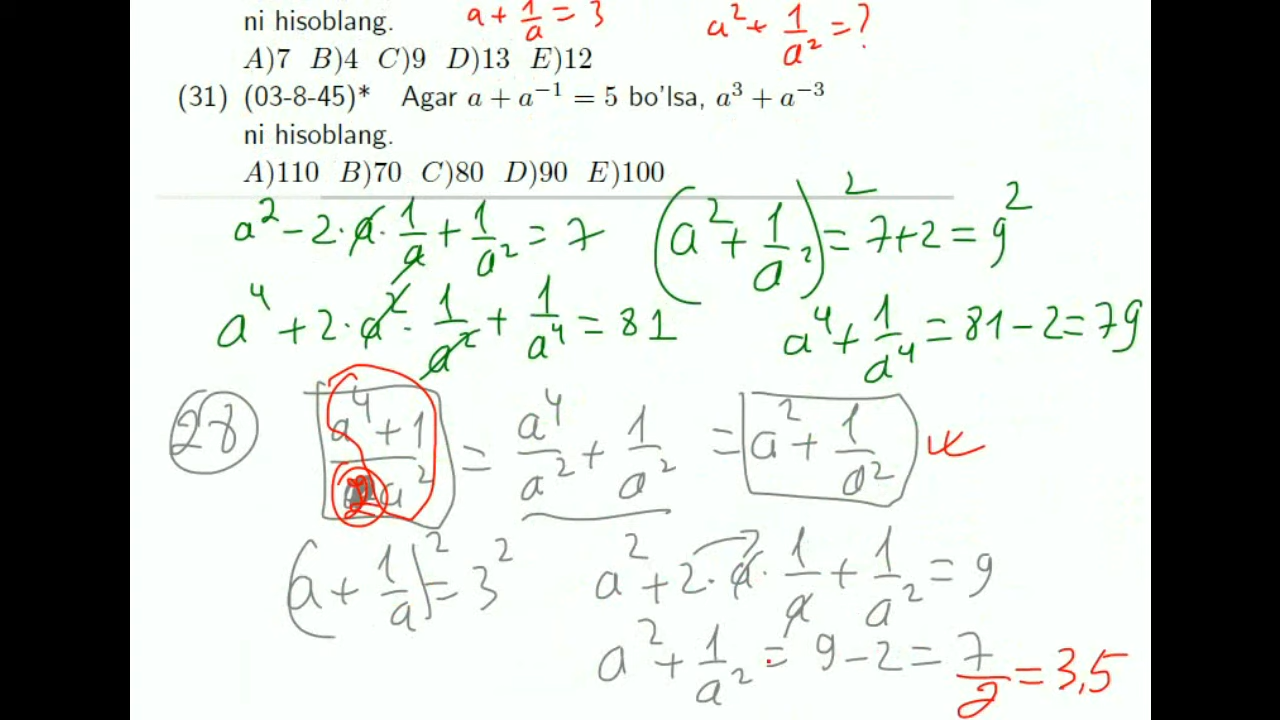 ni hisoblang. a + 1/a = 3 a² + 1/a² = ?
A)7 B)4 C)9 D)13 E)12
(31) (03-8-45)* Agar a + a⁻¹ = 5 bo'lsa, a³ + a⁻³
ni hisoblang.
A)110 B)70 C)80 D)90 E)100
a² − 2·a·1/a + 1/a² = 7 (a² + 1/a²)² = 7+2 = 9²
a⁴ + 2·a²·1/a² + 1/a⁴ = 81 a⁴ + 1/a⁴ = 81 − 2 = 79
28 (a⁴ + 1)/(2a²) = a⁴/a² + 1/a² = a² + 1/a²
(a + 1/a)² = 3² a² + 2·a·1/a + 1/a² = 9
a² + 1/a² = 9 − 2 = 7/2 = 3,5